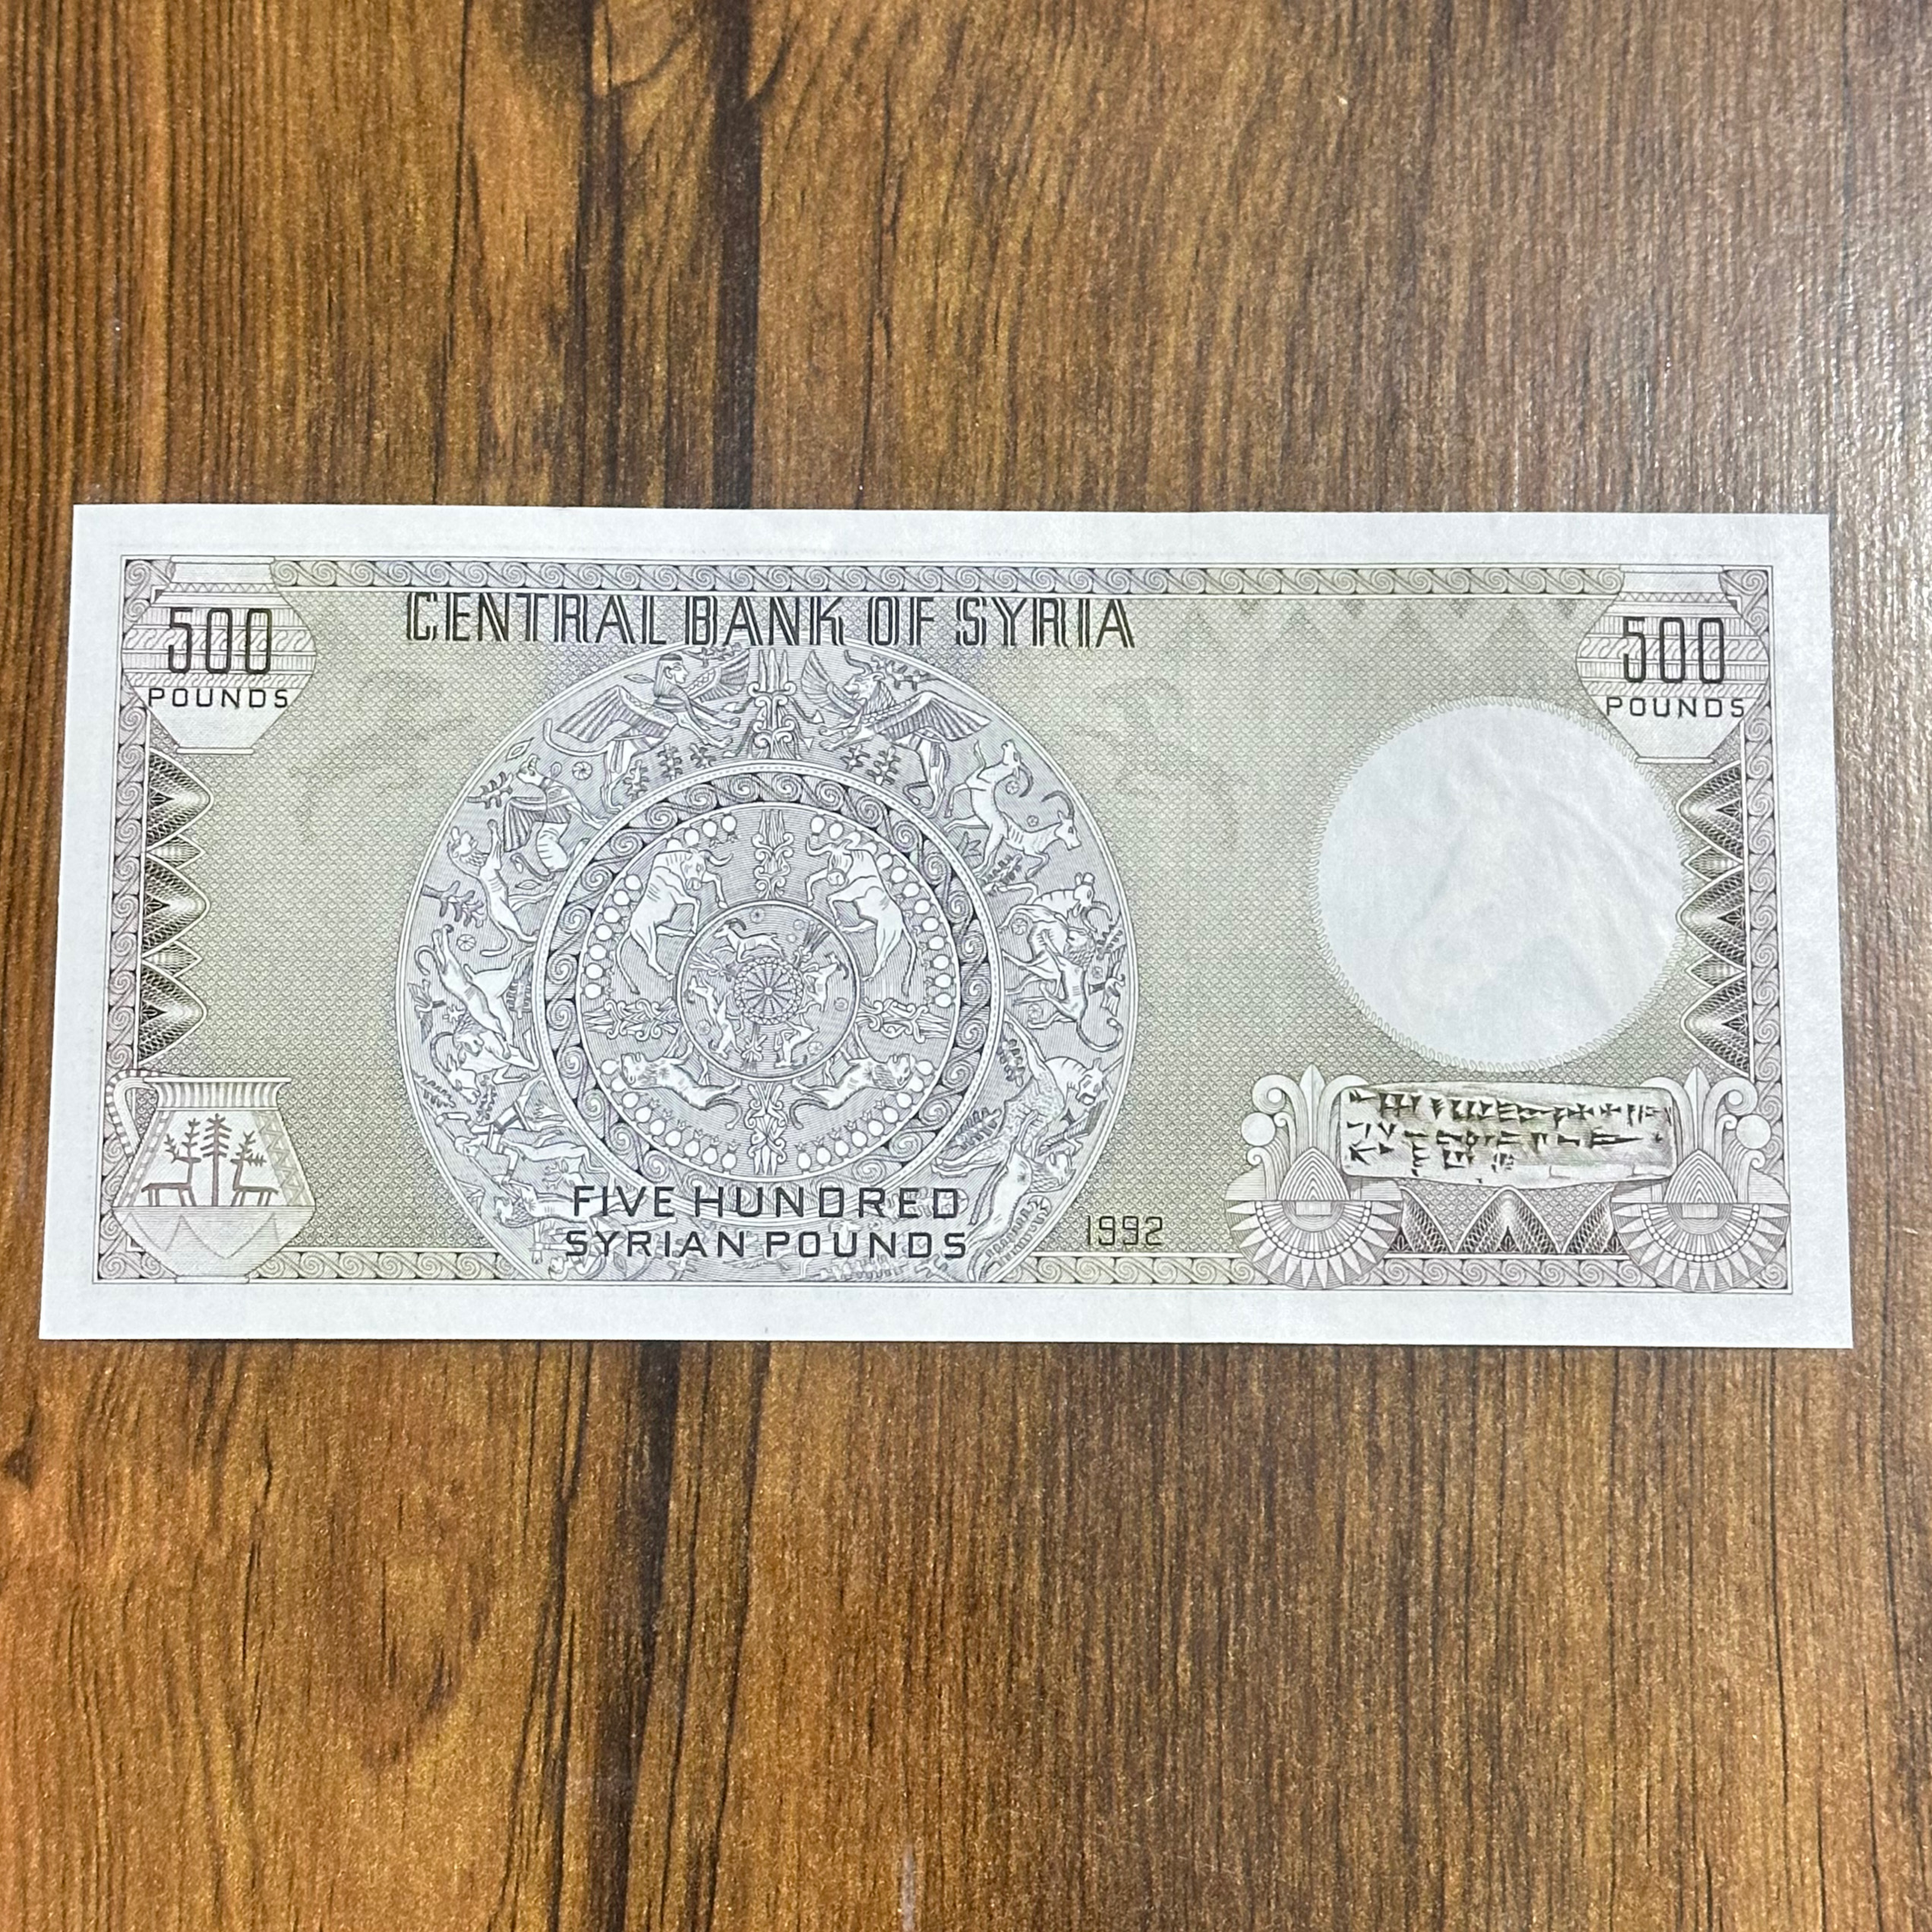 CENTRAL BANK OF SYRIA
500
POUNDS
500
POUNDS
FIVE HUNDRED
SYRIAN POUNDS
1992